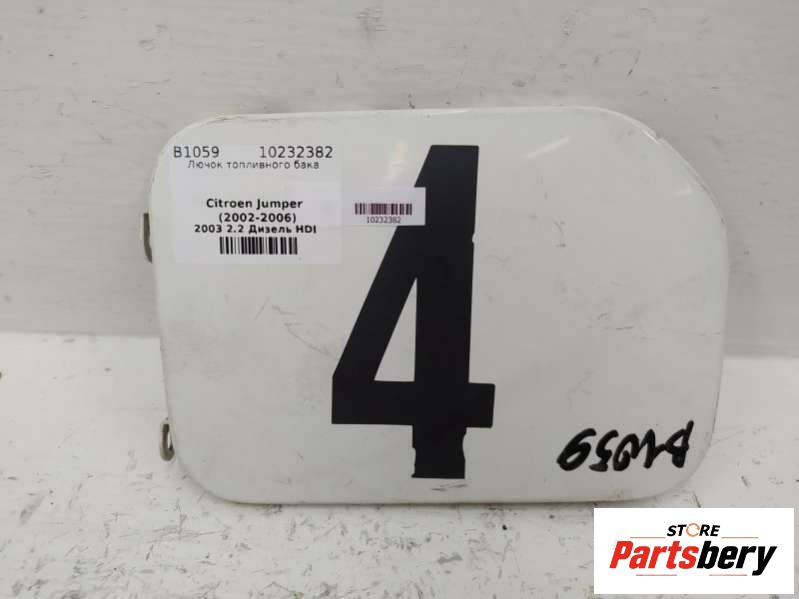 B1059 10232382
Лючок топливного бака
Citroen Jumper
(2002-2006)
2003 2.2 Дизель HDI
10232382
4
B1059
STORE
Partsbery